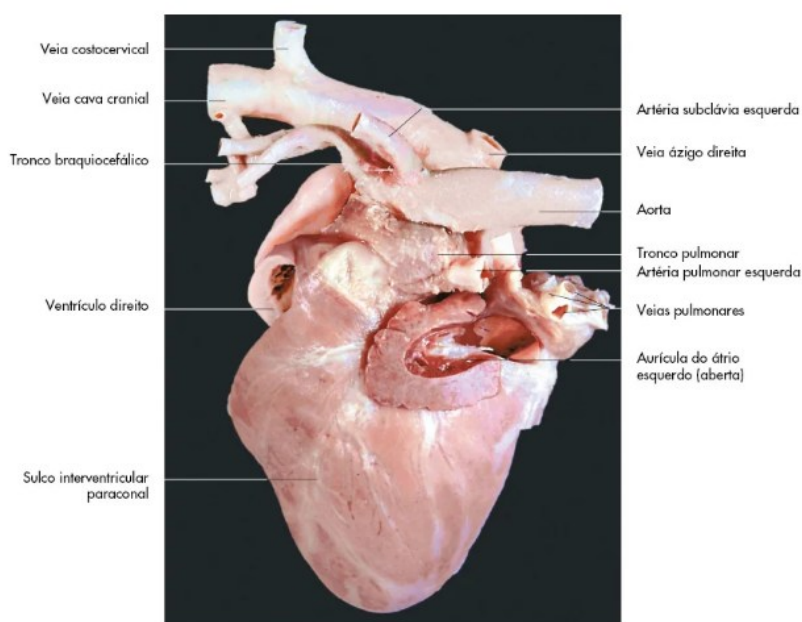 Veia costocervical
Veia cava cranial
Tronco braquiocefálico
Ventrículo direito
Sulco interventricular
paraconal
Artéria subclávia esquerda
Veia ázigo direita
Aorta
Tronco pulmonar
Artéria pulmonar esquerda
Veias pulmonares
Aurícula do átrio
esquerdo (aberta)